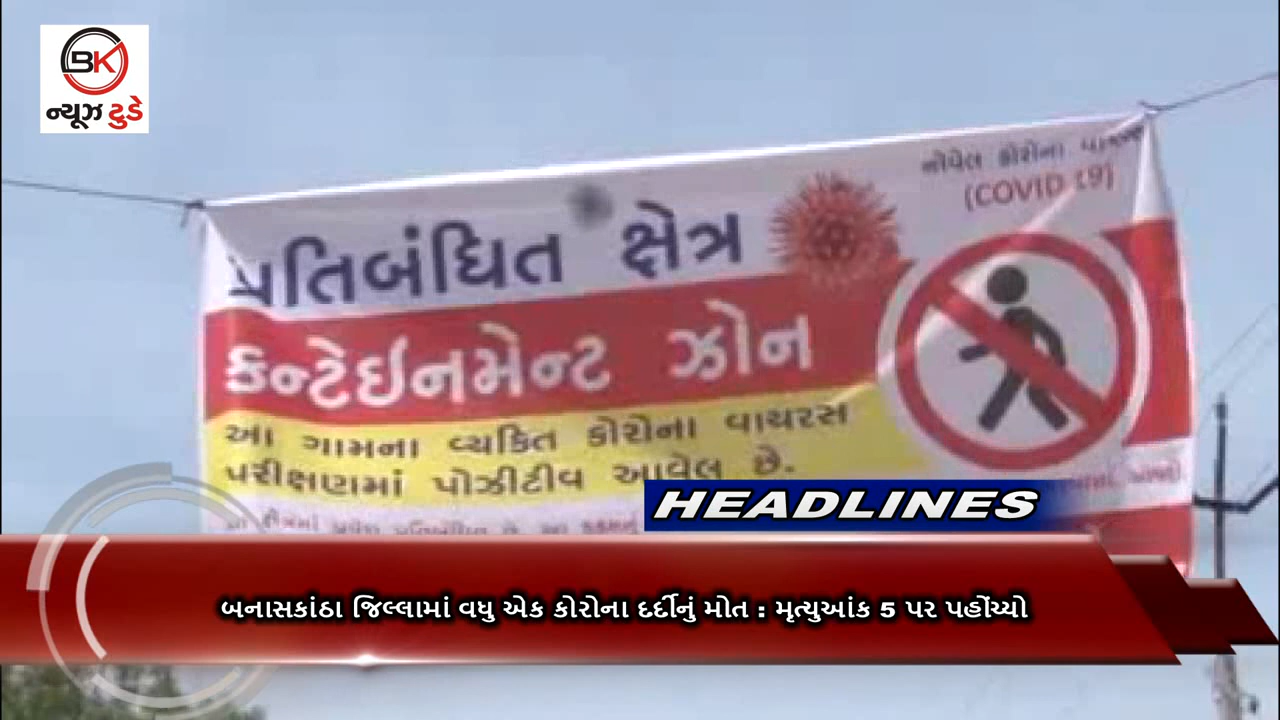 BK
ન્યૂઝ ટુડે
નોવેલ કોરોના
(COVID 19)
પ્રતિબંધિત ક્ષેત્ર
કન્ટેઈનમેન્ટ ઝોન
આ ગામના વ્યકિત કોરોના વાયરસ
પરીક્ષણમાં પોઝીટીવ આવેલ છે.
HEADLINES
બનાસકાંઠા જિલ્લામાં વધુ એક કોરોના દર્દીનું મોત : મૃત્યુઆંક 5 પર પહોંચ્યો